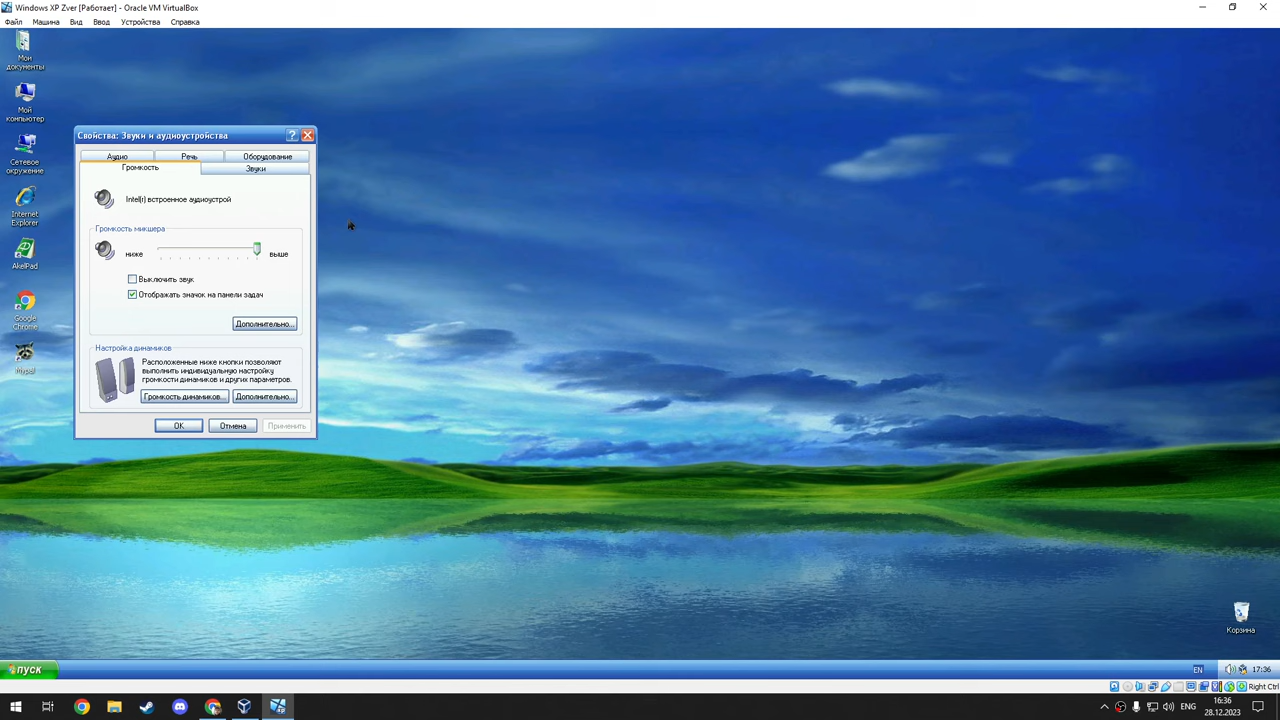 Windows XP Zver [Работает] - Oracle VM VirtualBox
Файл Машина Вид Ввод Устройства Справка
Мои документы
Мой компьютер
Сетевое окружение
Internet Explorer
AkelPad
Google Chrome
Mypal
Свойства: Звуки и аудиоустройства
Аудио Речь Оборудование
Громкость Звуки
Intel(r) встроенное аудиоустрой
Громкость микшера
ниже выше
Выключить звук
Отображать значок на панели задач
Дополнительно...
Настройка динамиков
Расположенные ниже кнопки позволяют
выполнить индивидуальную настройку
громкости динамиков и других параметров.
Громкость динамиков... Дополнительно...
ОК Отмена Применить
Корзина
пуск EN 17:36
Right Ctrl
ENG 16:36
28.12.2023